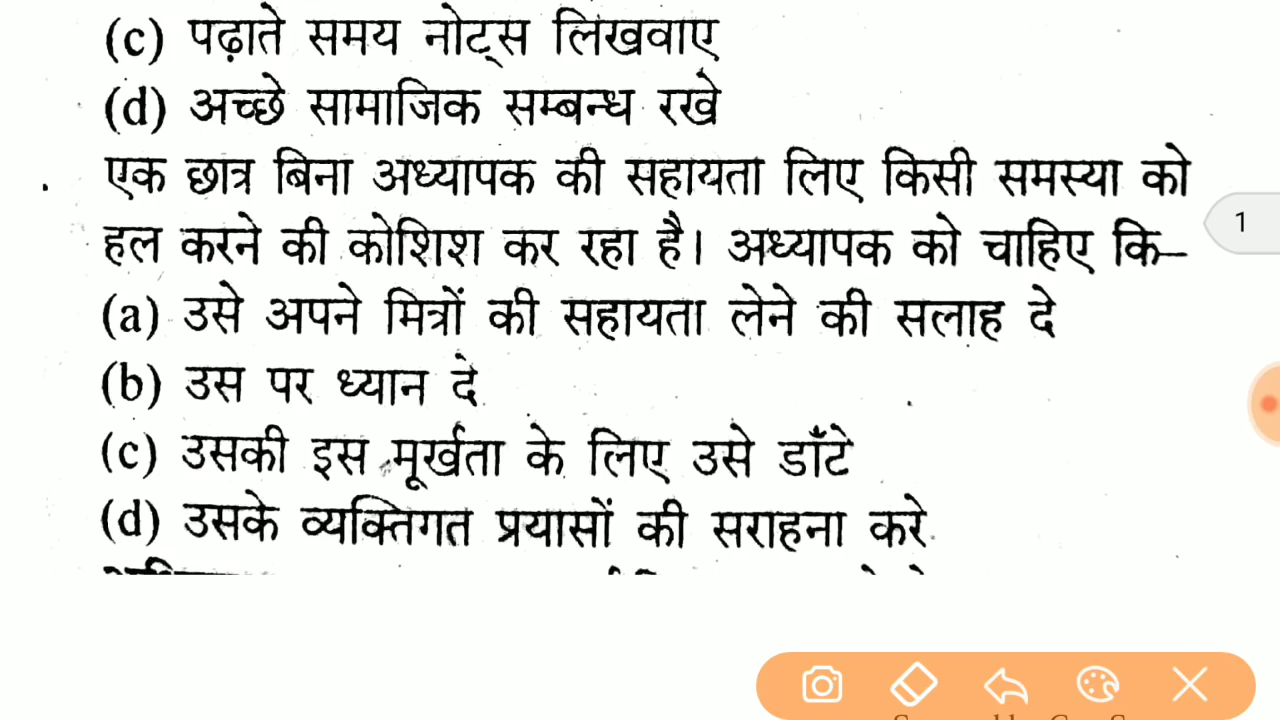 (c) पढ़ाते समय नोट्स लिखवाए
(d) अच्छे सामाजिक सम्बन्ध रखे
एक छात्र बिना अध्यापक की सहायता लिए किसी समस्या को
हल करने की कोशिश कर रहा है। अध्यापक को चाहिए कि–
(a) उसे अपने मित्रों की सहायता लेने की सलाह दे
(b) उस पर ध्यान दे
(c) उसकी इस मूर्खता के लिए उसे डाँटे
(d) उसके व्यक्तिगत प्रयासों की सराहना करे
1